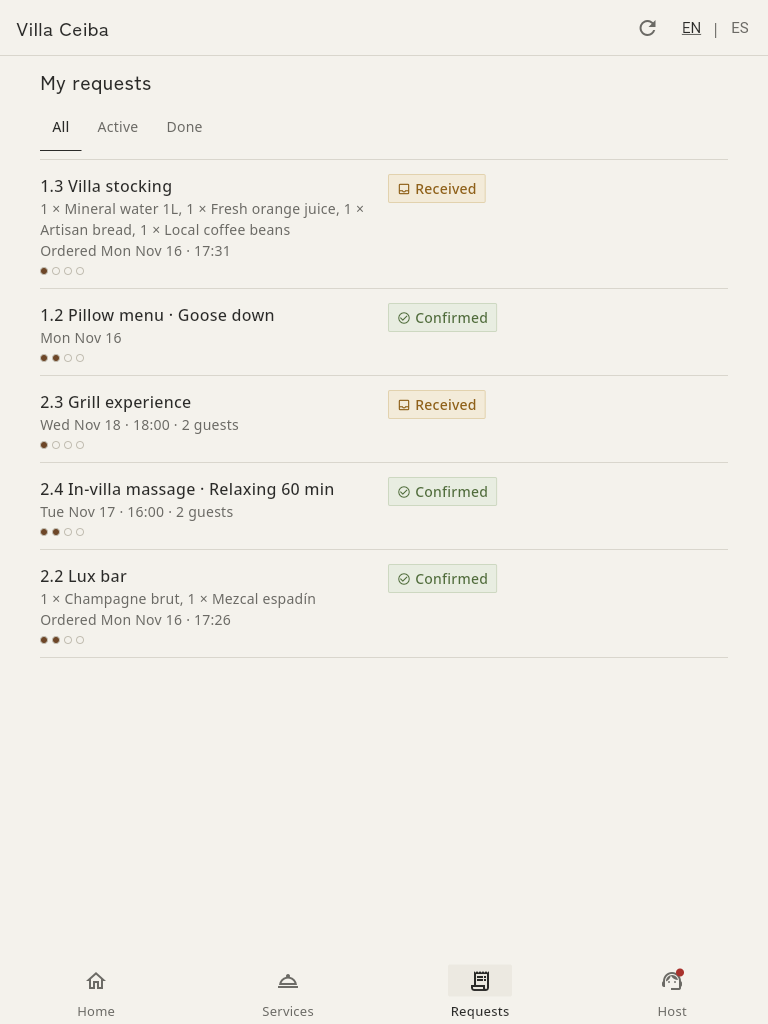 Villa Ceiba
EN | ES
My requests
All Active Done
1.3 Villa stocking
Received
1 × Mineral water 1L, 1 × Fresh orange juice, 1 ×
Artisan bread, 1 × Local coffee beans
Ordered Mon Nov 16 · 17:31
1.2 Pillow menu · Goose down
Confirmed
Mon Nov 16
2.3 Grill experience
Received
Wed Nov 18 · 18:00 · 2 guests
2.4 In-villa massage · Relaxing 60 min
Confirmed
Tue Nov 17 · 16:00 · 2 guests
2.2 Lux bar
Confirmed
1 × Champagne brut, 1 × Mezcal espadín
Ordered Mon Nov 16 · 17:26
Home Services Requests Host